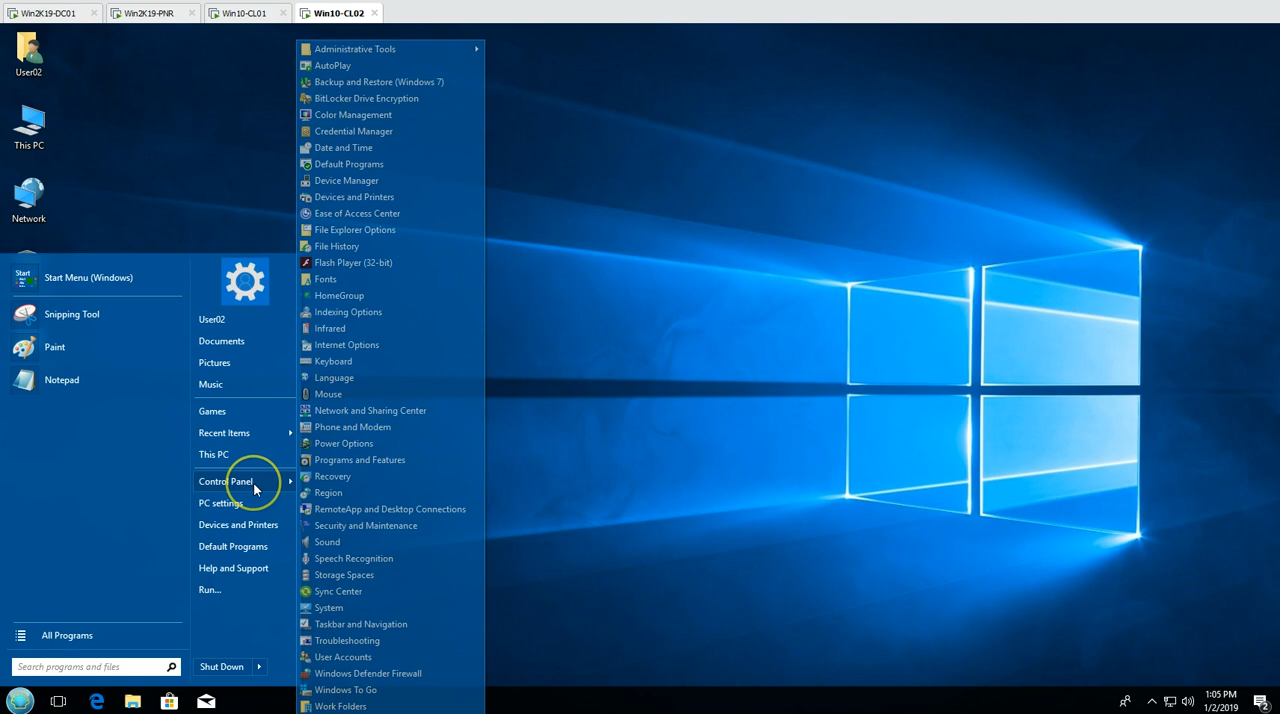 Win2K19-DC01
Win2K19-PNR
Win10-CL01
Win10-CL02
User02
This PC
Network
Start
Start Menu (Windows)
Snipping Tool
Paint
Notepad
All Programs
Search programs and files
User02
Documents
Pictures
Music
Games
Recent Items
This PC
Control Panel
PC settings
Devices and Printers
Default Programs
Help and Support
Run...
Shut Down
Administrative Tools
AutoPlay
Backup and Restore (Windows 7)
BitLocker Drive Encryption
Color Management
Credential Manager
Date and Time
Default Programs
Device Manager
Devices and Printers
Ease of Access Center
File Explorer Options
File History
Flash Player (32-bit)
Fonts
HomeGroup
Indexing Options
Infrared
Internet Options
Keyboard
Language
Mouse
Network and Sharing Center
Phone and Modem
Power Options
Programs and Features
Recovery
Region
RemoteApp and Desktop Connections
Security and Maintenance
Sound
Speech Recognition
Storage Spaces
Sync Center
System
Taskbar and Navigation
Troubleshooting
User Accounts
Windows Defender Firewall
Windows To Go
Work Folders
1:05 PM
1/2/2019
2